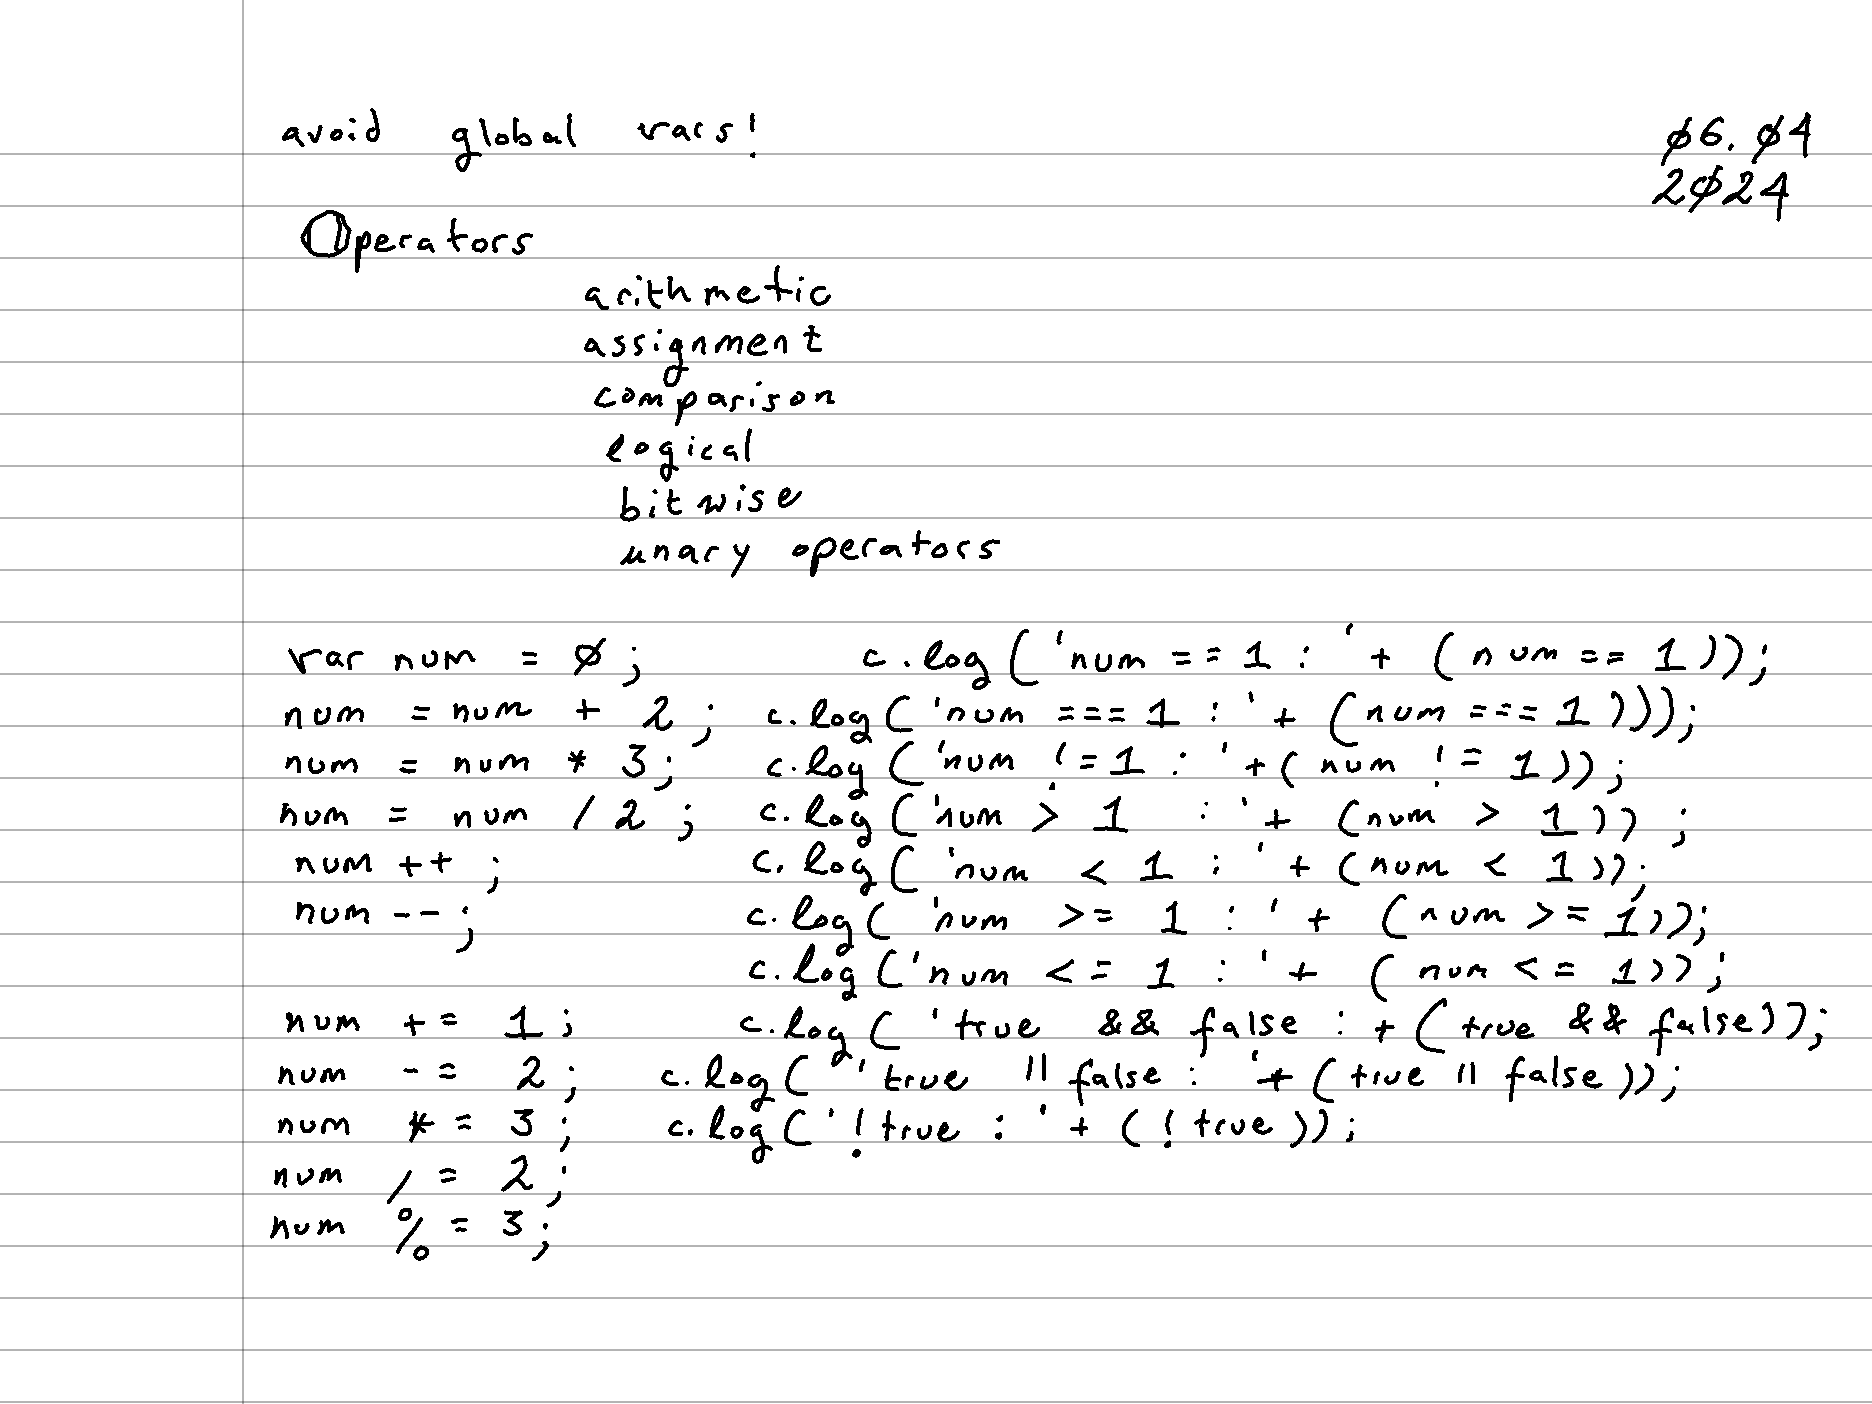 avoid global vars!
ø6. ø4
2ø24
Operators
arithmetic
assignment
comparison
logical
bitwise
unary operators
var num = ø; c.log('num == 1 : ' + (num == 1));
num = num + 2; c.log('num === 1 : ' + (num === 1)));
num = num * 3; c.log('num != 1 : ' + (num != 1));
num = num / 2; c.log('num > 1 : ' + (num > 1));
num ++; c.log('num < 1 : ' + (num < 1));
num --; c.log('num >= 1 : ' + (num >= 1));
c.log('num <= 1 : ' + (num <= 1));
num += 1; c.log('true && false : + (true && false));
num -= 2; c.log('true || false : '+ (true || false));
num *= 3; c.log('!true : ' + (!true));
num /= 2;
num %= 3;